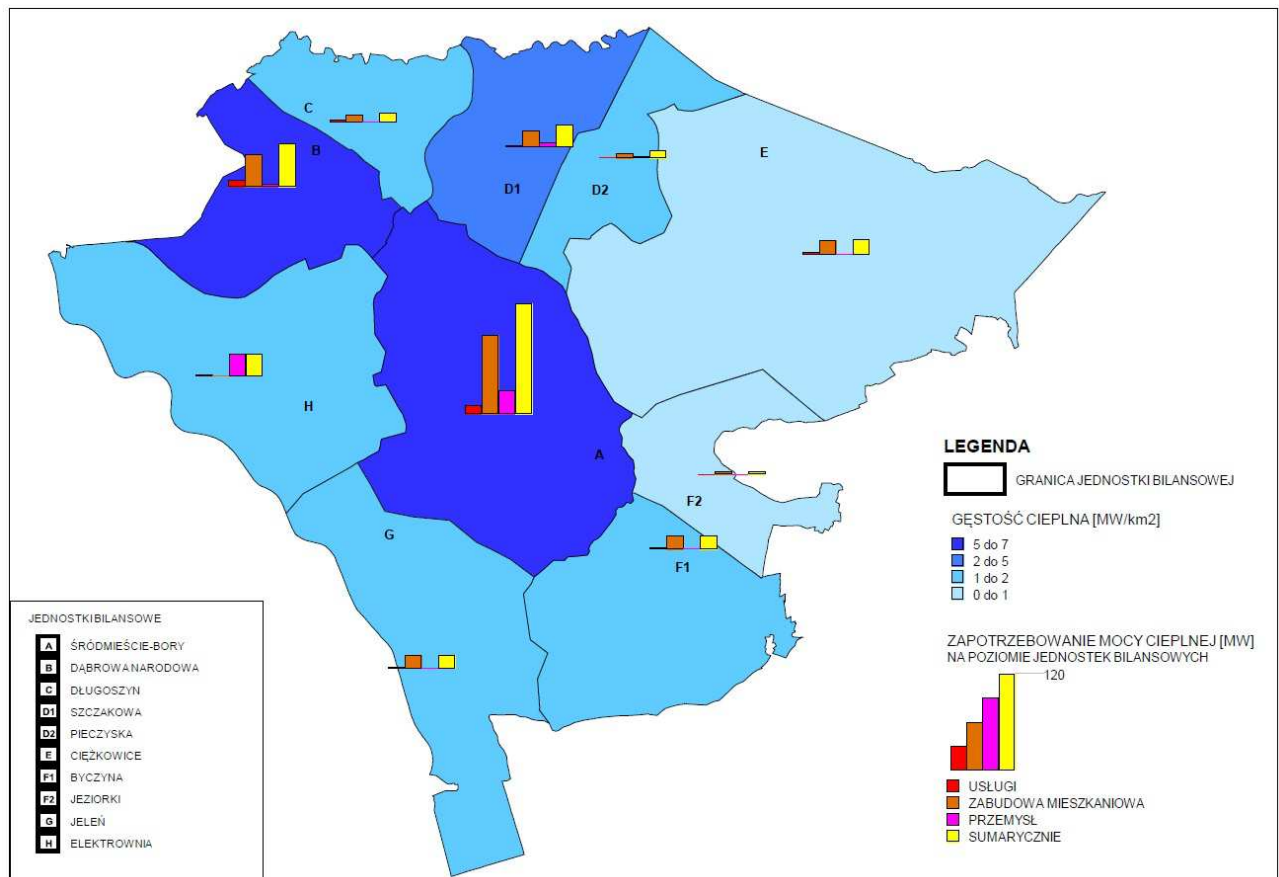 C
B
D1
D2
E
H
A
F2
G
F1
LEGENDA
GRANICA JEDNOSTKI BILANSOWEJ
GĘSTOŚĆ CIEPLNA [MW/km2]
5 do 7
2 do 5
1 do 2
0 do 1
ZAPOTRZEBOWANIE MOCY CIEPLNEJ [MW]
NA POZIOMIE JEDNOSTEK BILANSOWYCH
120
USŁUGI
ZABUDOWA MIESZKANIOWA
PRZEMYSŁ
SUMARYCZNIE
JEDNOSTKI BILANSOWE
A ŚRÓDMIEŚCIE-BORY
B DĄBROWA NARODOWA
C DŁUGOSZYN
D1 SZCZAKOWA
D2 PIECZYSKA
E CIĘŻKOWICE
F1 BYCZYNA
F2 JEZIORKI
G JELEŃ
H ELEKTROWNIA